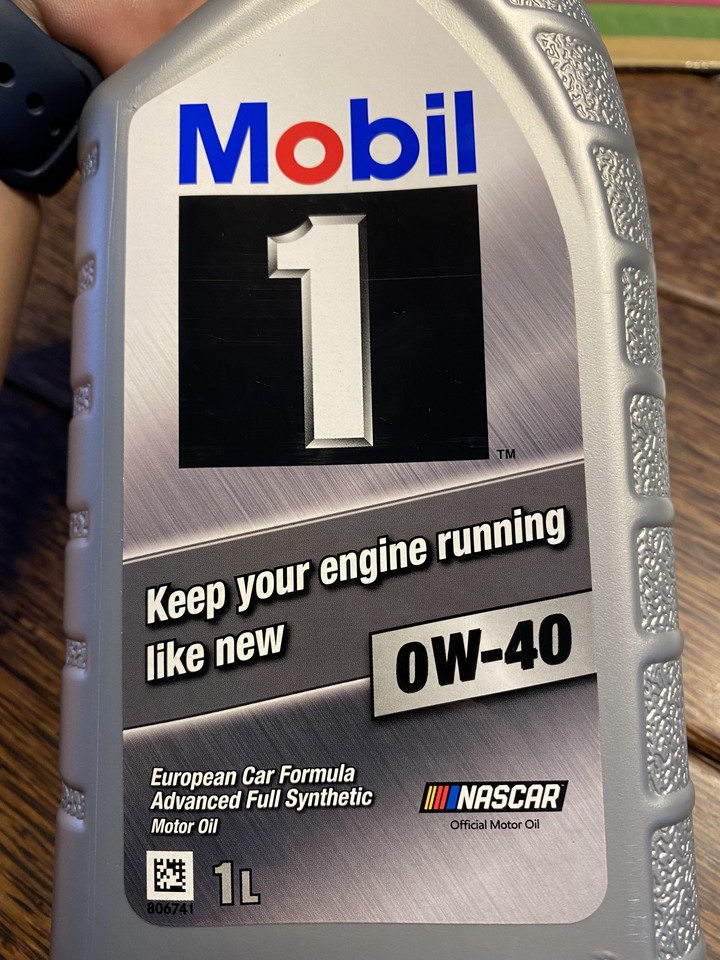 Mobil
1
TM
Keep your engine running
like new
0W-40
European Car Formula
Advanced Full Synthetic
Motor Oil
NASCAR
Official Motor Oil
1L
806741